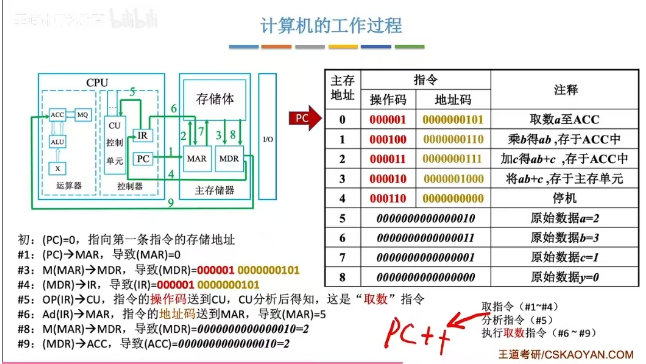 计算机的工作过程
CPU
ACC
MQ
ALU
X
运算器
CU
控制
单元
IR
PC
控制器
存储体
MAR
MDR
主存储器
I/O
5
6
2
7
3
8
1
4
9
PC
主存
地址
指令
注释
操作码
地址码
0 000001 0000000101 取数a至ACC
1 000100 0000000110 乘b得ab,存于ACC中
2 000011 0000000111 加c得ab+c,存于ACC中
3 000010 0000001000 将ab+c,存于主存单元
4 000110 0000000000 停机
5 0000000000000010 原始数据a=2
6 0000000000000011 原始数据b=3
7 0000000000000001 原始数据c=1
8 0000000000000000 原始数据y=0
初:(PC)=0,指向第一条指令的存储地址
#1:(PC)→MAR,导致(MAR)=0
#3:M(MAR)→MDR,导致(MDR)=000001 0000000101
#4:(MDR)→IR,导致(IR)=000001 0000000101
#5:OP(IR)→CU,指令的操作码送到CU,CU分析后得知,这是“取数”指令
#6:Ad(IR)→MAR,指令的地址码送到MAR,导致(MAR)=5
#8:M(MAR)→MDR,导致(MDR)=0000000000000010=2
#9:(MDR)→ACC,导致(ACC)=0000000000000010=2
PC++
取指令(#1~#4)
分析指令(#5)
执行取数指令(#6~#9)
王道考研/CSKAOYAN.COM